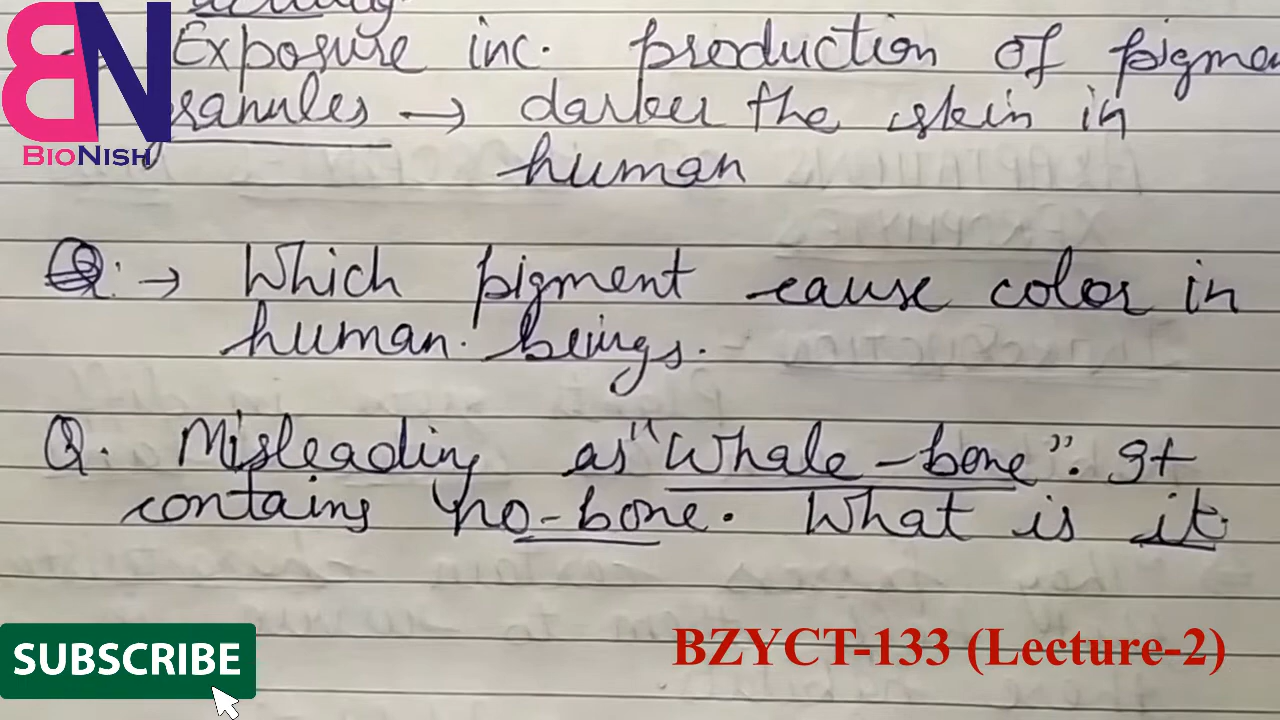 BN
BIONISH
Exposure inc. production of pigmen
ranules → darker the skin in
human
Q. → Which pigment cause color in
human. beings.
Q. Misleading as "Whale-bone". It
contains no-bone. What is it
SUBSCRIBE
BZYCT-133 (Lecture-2)